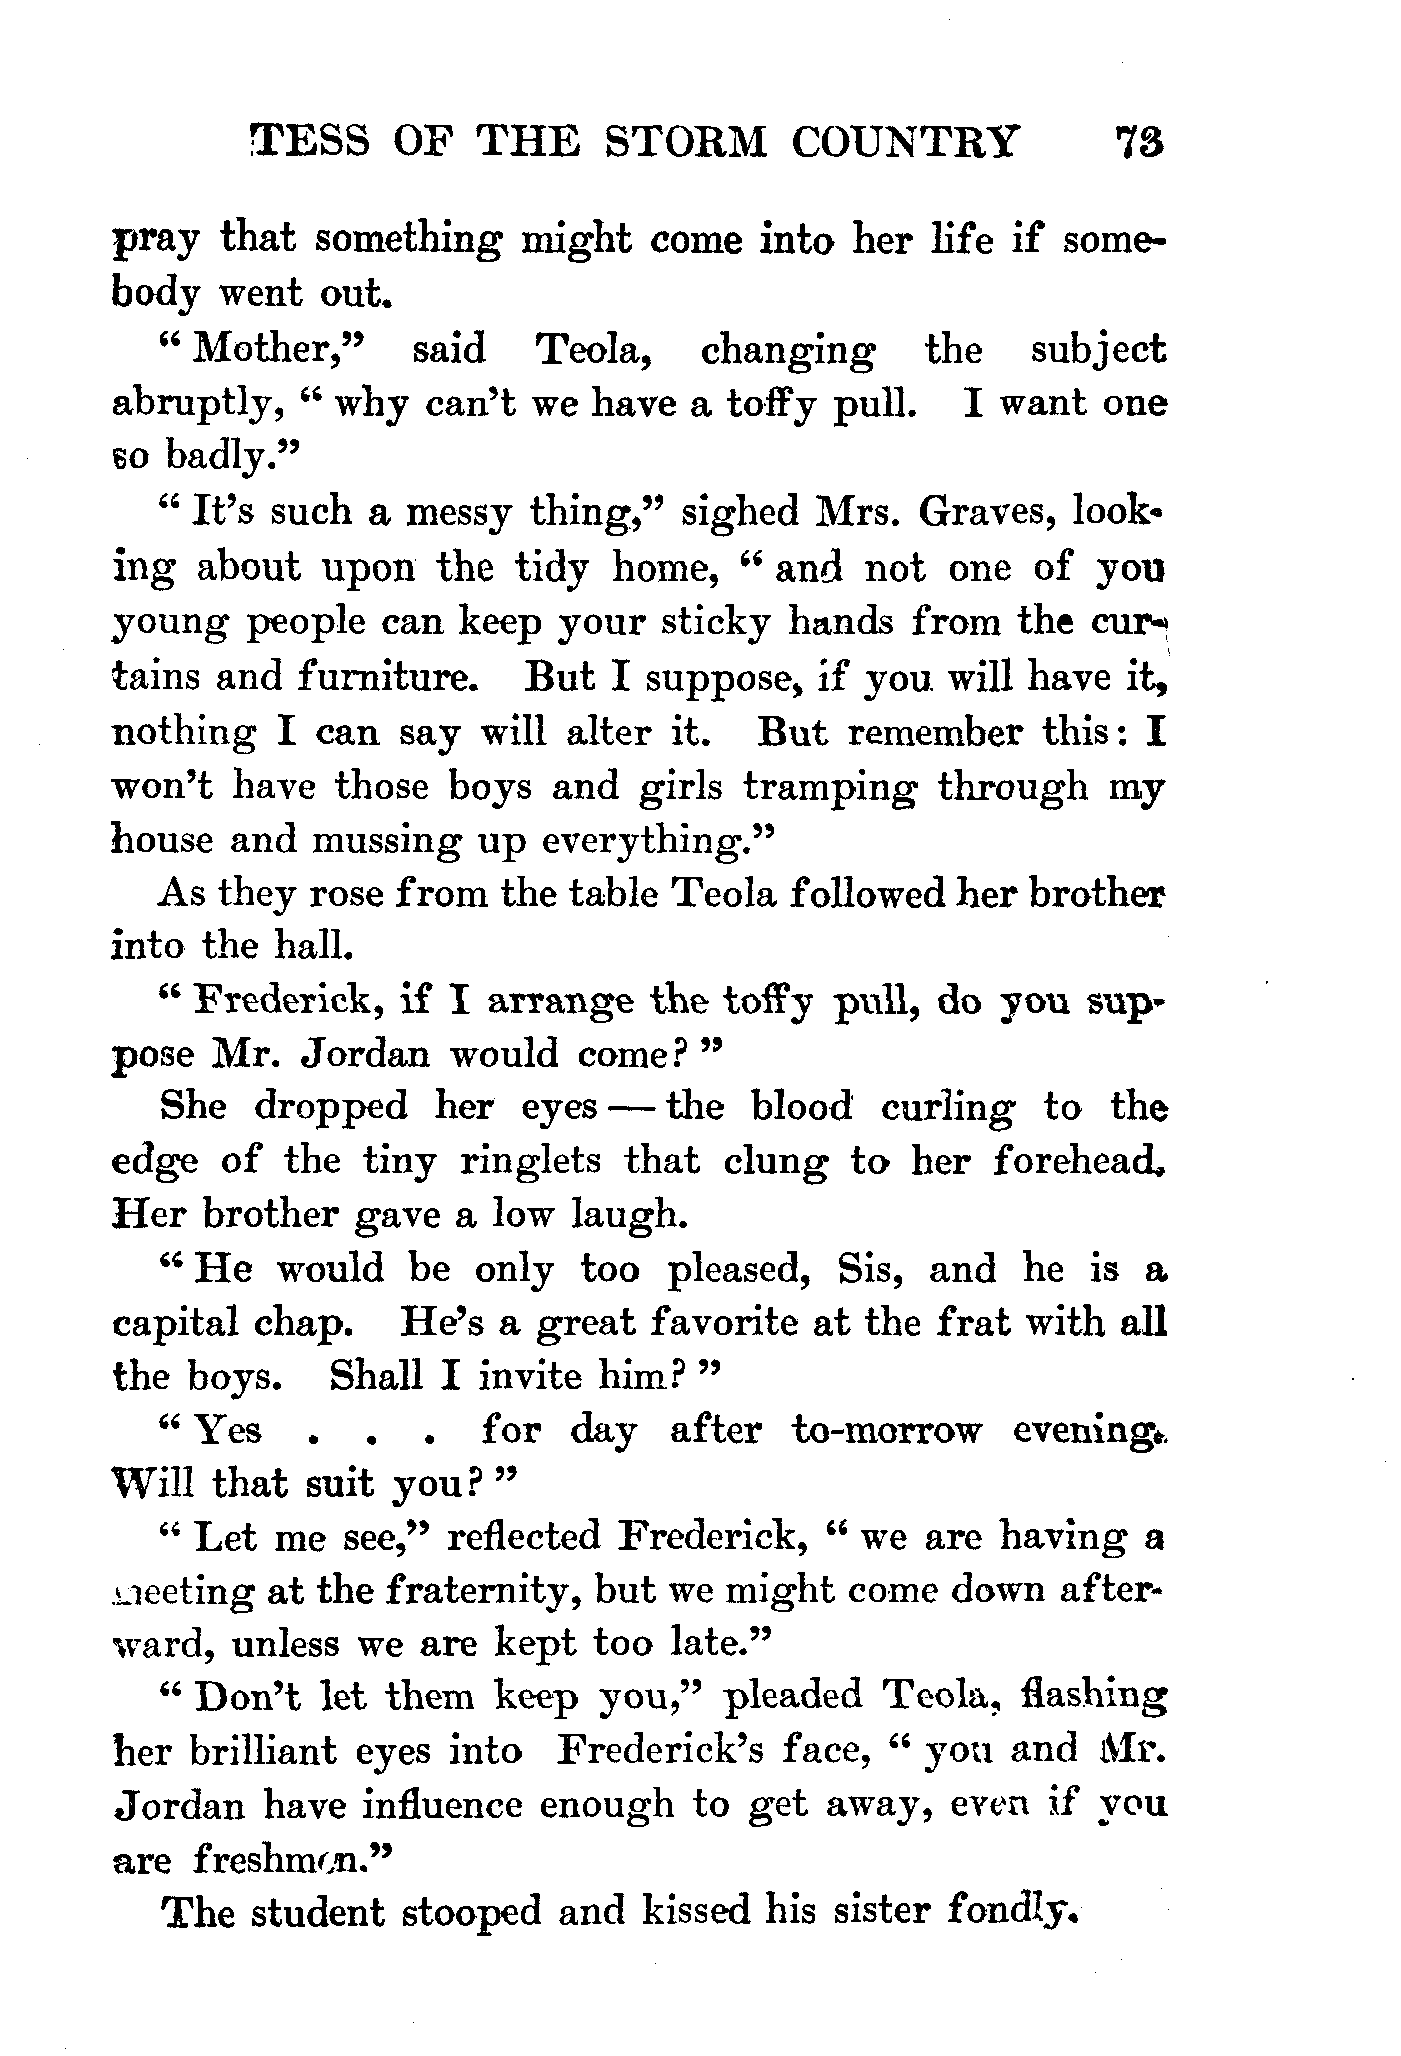 TESS OF THE STORM COUNTRY 73
pray that something might come into her life if some-
body went out.
“ Mother,” said Teola, changing the subject
abruptly, “ why can’t we have a toffy pull. I want one
so badly.”
“ It’s such a messy thing,” sighed Mrs. Graves, look-
ing about upon the tidy home, “ and not one of you
young people can keep your sticky hands from the cur-
tains and furniture. But I suppose, if you will have it,
nothing I can say will alter it. But remember this: I
won’t have those boys and girls tramping through my
house and mussing up everything.”
As they rose from the table Teola followed her brother
into the hall.
“ Frederick, if I arrange the toffy pull, do you sup-
pose Mr. Jordan would come? ”
She dropped her eyes — the blood curling to the
edge of the tiny ringlets that clung to her forehead.
Her brother gave a low laugh.
“ He would be only too pleased, Sis, and he is a
capital chap. He’s a great favorite at the frat with all
the boys. Shall I invite him? ”
“ Yes . . . for day after to-morrow evening.
Will that suit you? ”
“ Let me see,” reflected Frederick, “ we are having a
meeting at the fraternity, but we might come down after-
ward, unless we are kept too late.”
“ Don’t let them keep you,” pleaded Teola, flashing
her brilliant eyes into Frederick’s face, “ you and Mr.
Jordan have influence enough to get away, even if you
are freshmen.”
The student stooped and kissed his sister fondly.